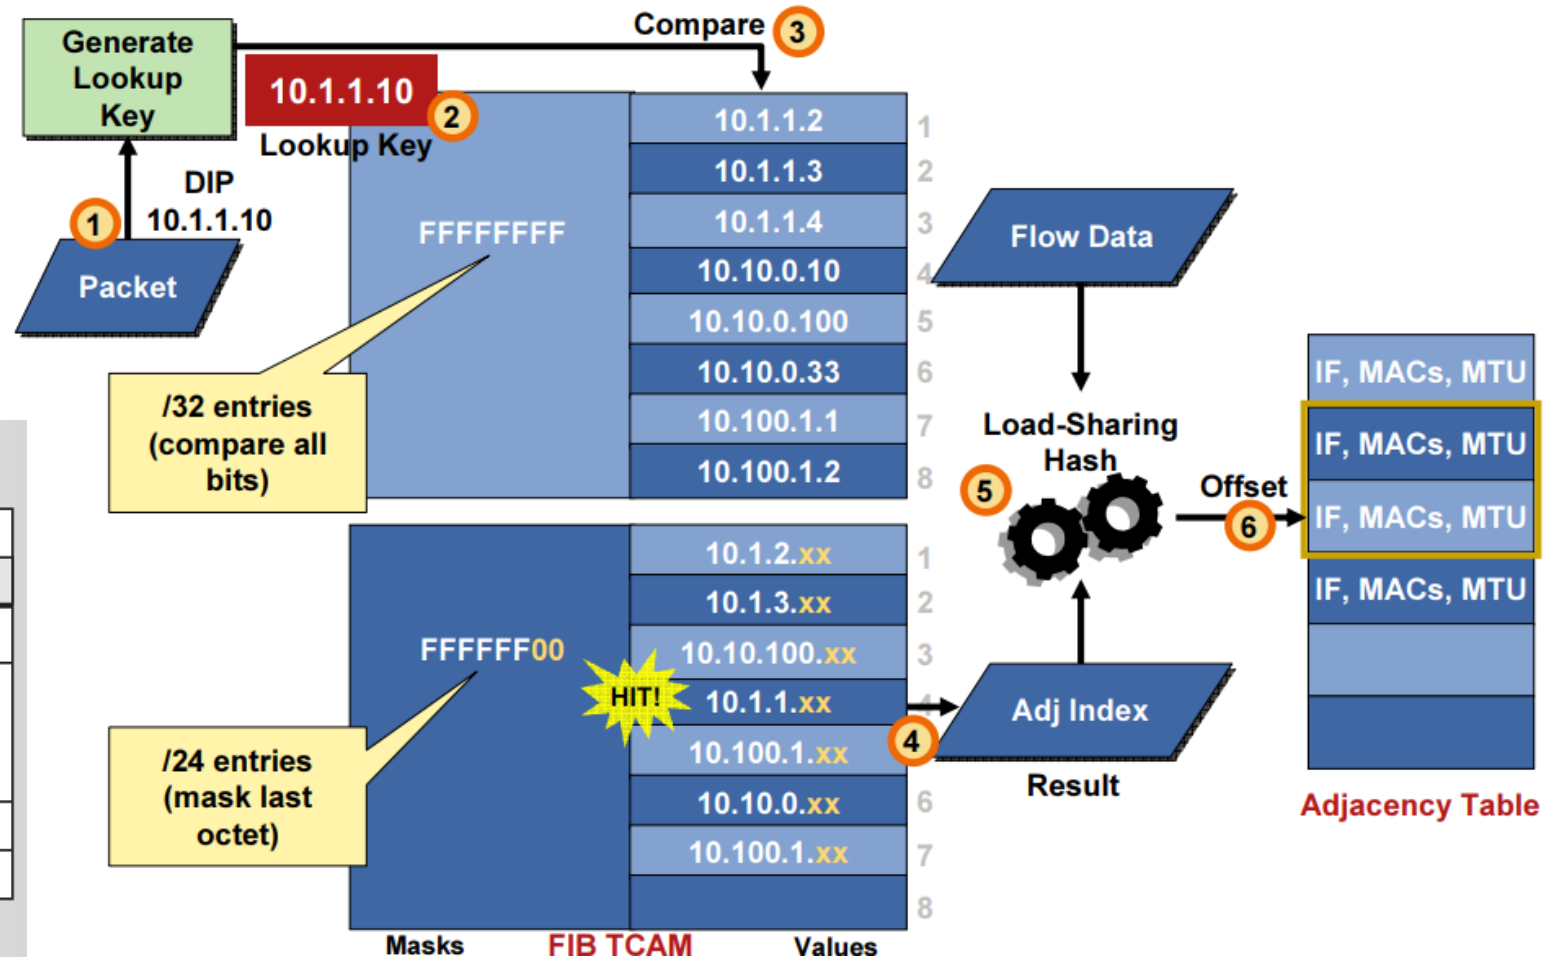 Generate
Lookup
Key
Compare
3
10.1.1.10
2
Lookup Key
DIP
10.1.1.10
1
Packet
FFFFFFFF
/32 entries
(compare all
bits)
10.1.1.2
1
10.1.1.3
2
10.1.1.4
3
10.10.0.10
4
10.10.0.100
5
10.10.0.33
6
10.100.1.1
7
10.100.1.2
8
FFFFFF00
/24 entries
(mask last
octet)
10.1.2.xx
1
10.1.3.xx
2
10.10.100.xx
3
HIT!
10.1.1.xx
4
4
10.100.1.xx
10.10.0.xx
6
10.100.1.xx
7
8
Masks
FIB TCAM
Values
Flow Data
Load-Sharing
Hash
5
Offset
6
Adj Index
Result
IF, MACs, MTU
IF, MACs, MTU
IF, MACs, MTU
IF, MACs, MTU
Adjacency Table